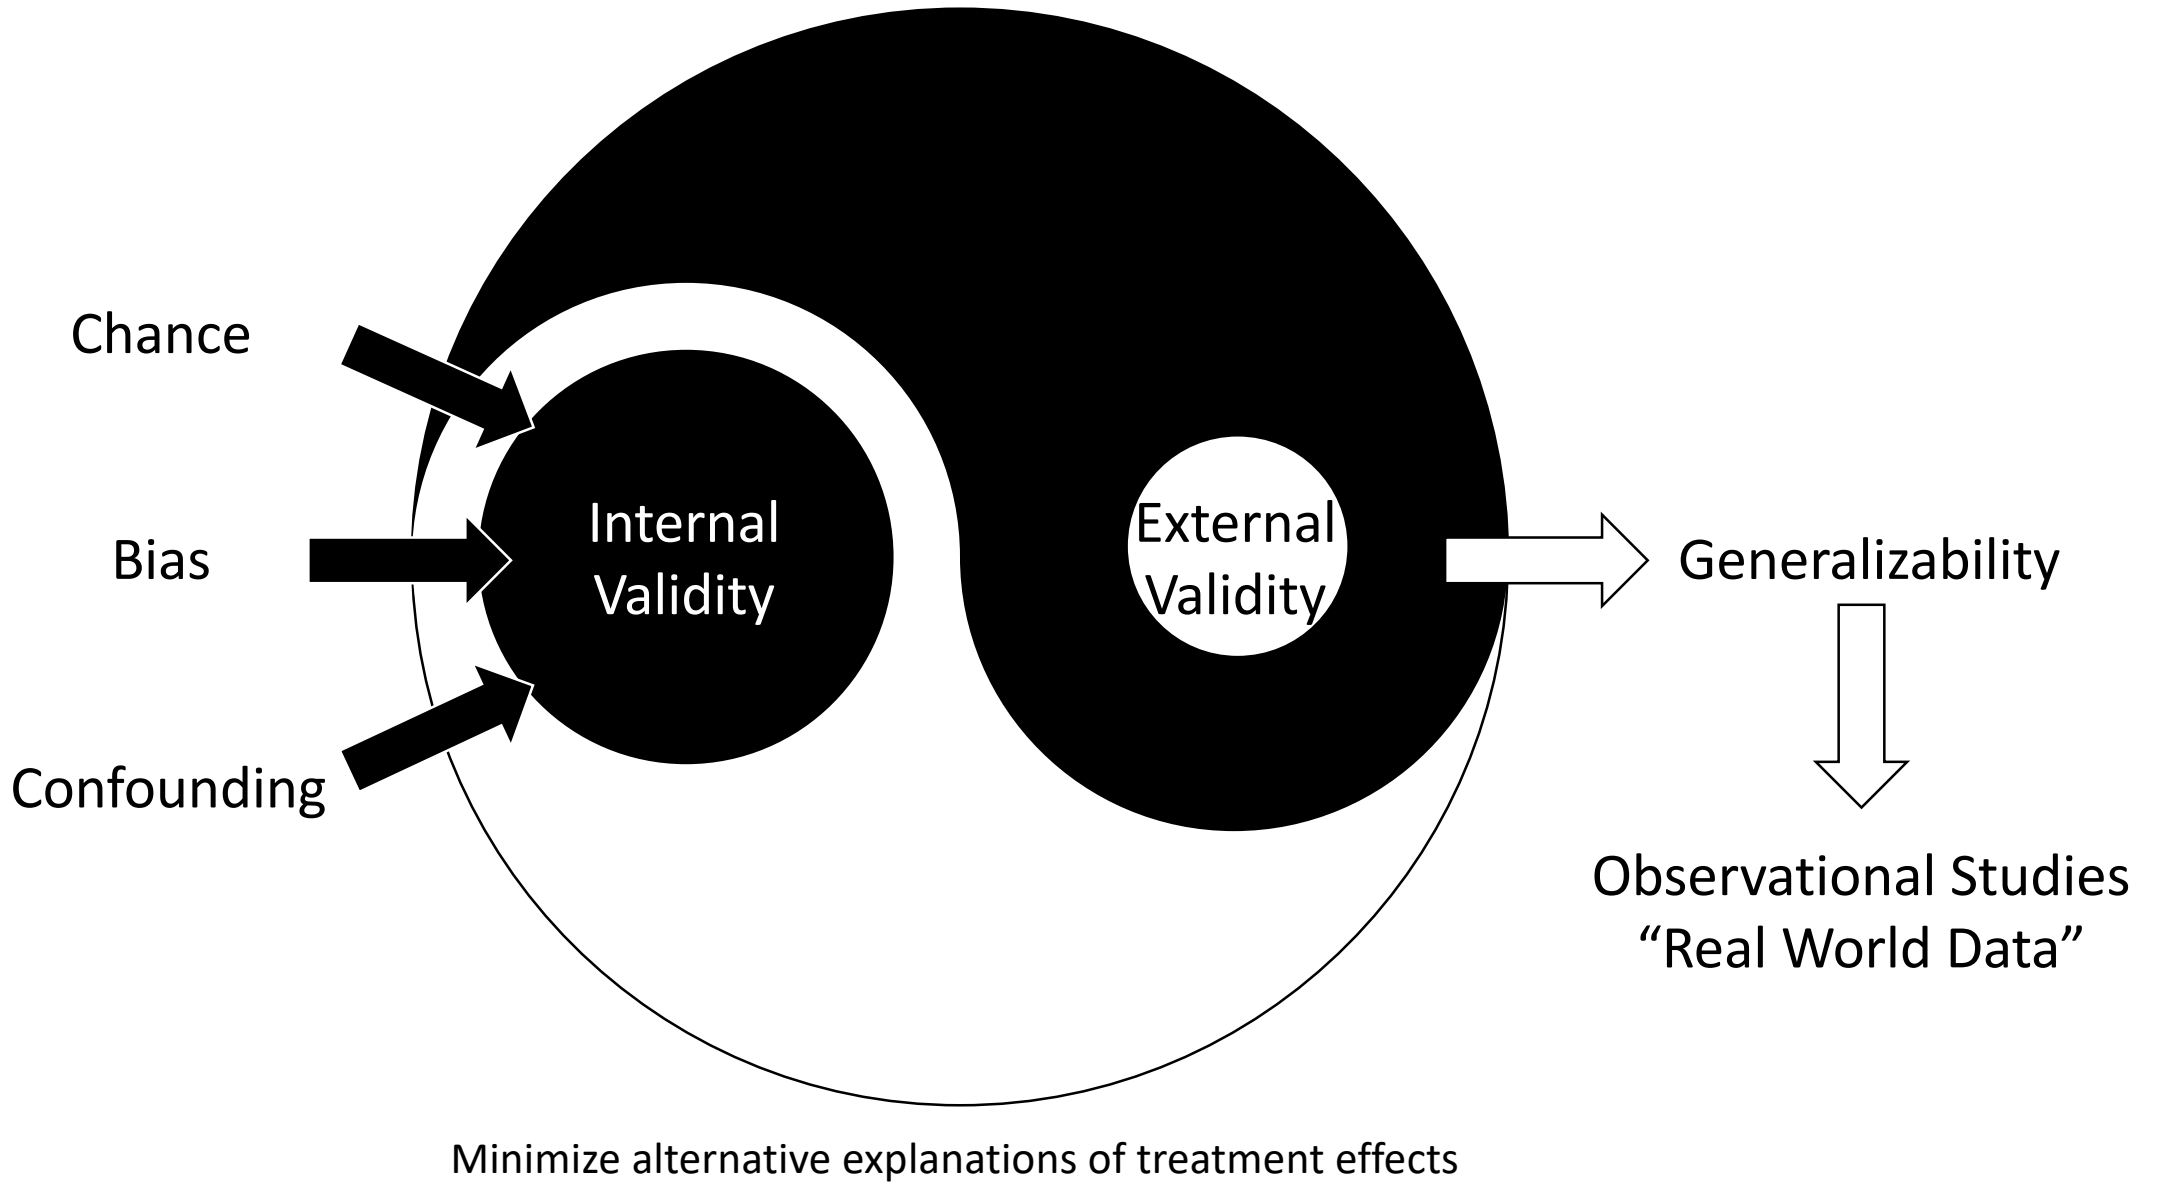 Chance
Bias
Confounding
Internal
Validity
External
Validity
Generalizability
Observational Studies
“Real World Data”
Minimize alternative explanations of treatment effects